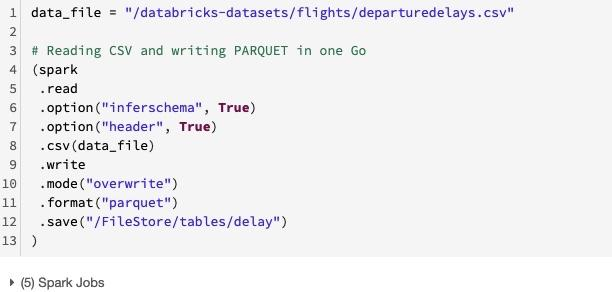 1 data_file = "/databricks-datasets/flights/departuredelays.csv"
2
3 # Reading CSV and writing PARQUET in one Go
4 (spark
5 .read
6 .option("inferschema", True)
7 .option("header", True)
8 .csv(data_file)
9 .write
10 .mode("overwrite")
11 .format("parquet")
12 .save("/FileStore/tables/delay")
13 )
(5) Spark Jobs